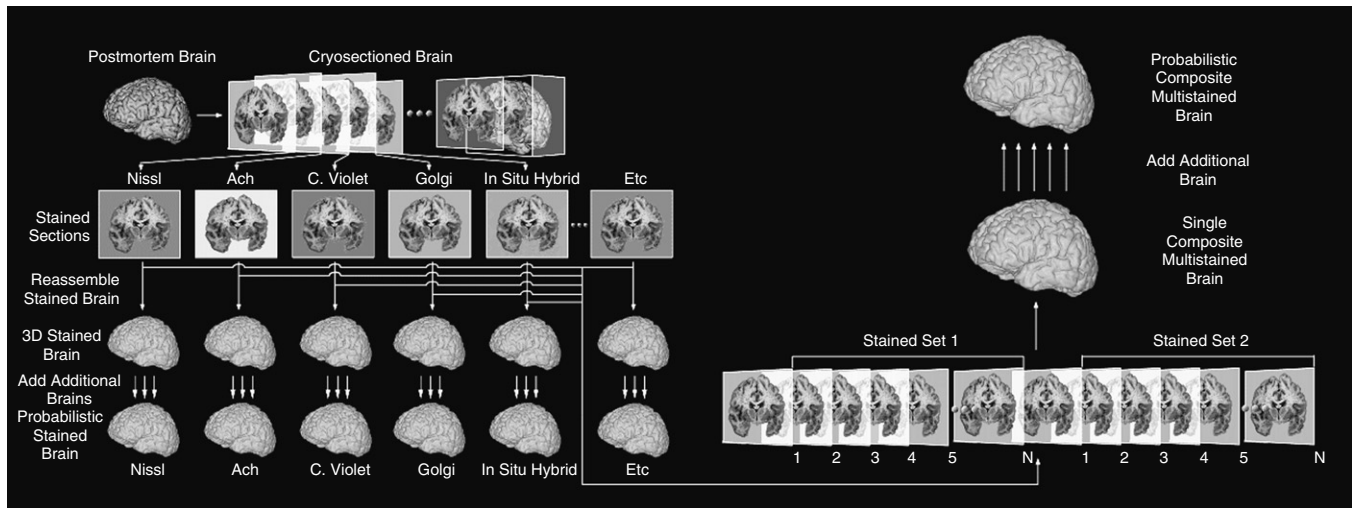 Postmortem Brain
Cryosectioned Brain
Nissl
Ach
C. Violet
Golgi
In Situ Hybrid
Etc
Stained
Sections
Reassemble
Stained Brain
3D Stained
Brain
Add Additional
Brains
Probabilistic
Stained
Brain
Nissl
Ach
C. Violet
Golgi
In Situ Hybrid
Etc
Probabilistic
Composite
Multistained
Brain
Add Additional
Brain
Single
Composite
Multistained
Brain
Stained Set 1
Stained Set 2
1 2 3 4 5 N 1 2 3 4 5 N